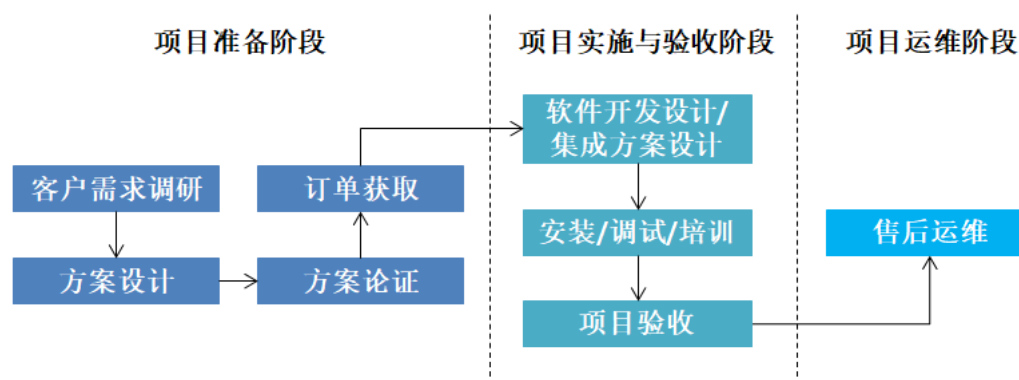 项目准备阶段
项目实施与验收阶段
项目运维阶段
客户需求调研
方案设计
方案论证
订单获取
软件开发设计/
集成方案设计
安装/调试/培训
项目验收
售后运维